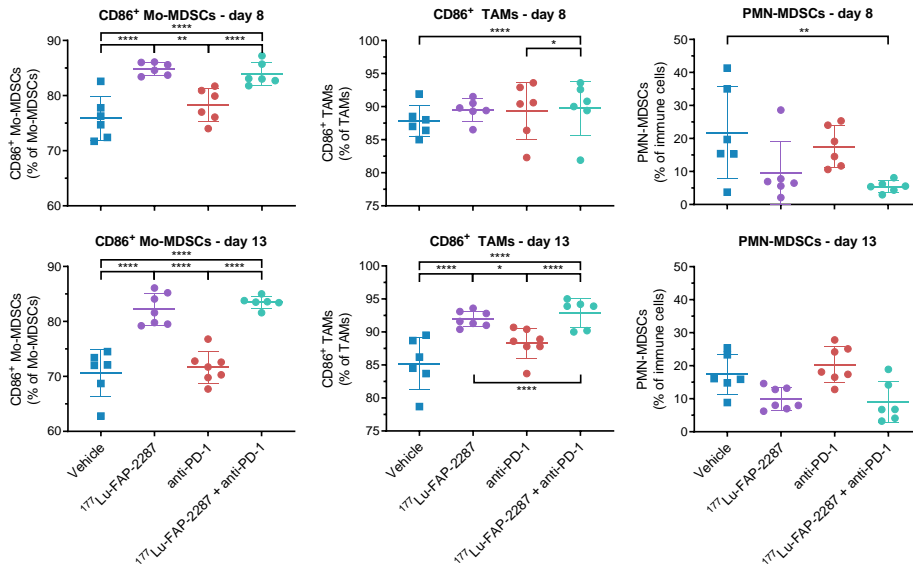 CD86+ Mo-MDSCs - day 8
CD86+ Mo-MDSCs
(% of Mo-MDSCs)
90
80
70
60
****
****
**
****
CD86+ TAMs - day 8
CD86+ TAMs
(% of TAMs)
100
95
90
85
80
75
****
*
PMN-MDSCs - day 8
PMN-MDSCs
(% of immune cells)
50
40
30
20
10
0
**
CD86+ Mo-MDSCs - day 13
CD86+ Mo-MDSCs
(% of Mo-MDSCs)
90
80
70
60
****
****
****
****
Vehicle
177Lu-FAP-2287
anti-PD-1
177Lu-FAP-2287 + anti-PD-1
CD86+ TAMs - day 13
CD86+ TAMs
(% of TAMs)
100
95
90
85
80
75
****
****
*
****
****
Vehicle
177Lu-FAP-2287
anti-PD-1
177Lu-FAP-2287 + anti-PD-1
PMN-MDSCs - day 13
PMN-MDSCs
(% of immune cells)
50
40
30
20
10
0
Vehicle
177Lu-FAP-2287
anti-PD-1
177Lu-FAP-2287 + anti-PD-1